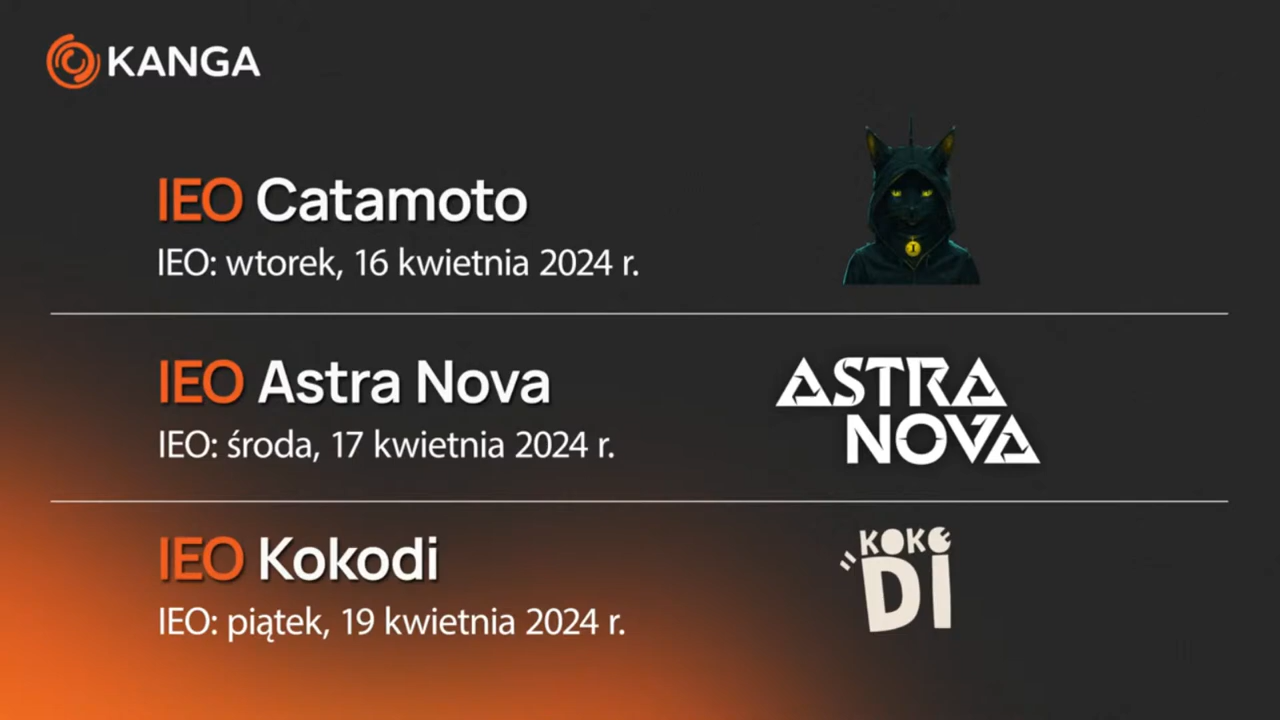 KANGA
IEO Catamoto
IEO: wtorek, 16 kwietnia 2024 r.
IEO Astra Nova
IEO: środa, 17 kwietnia 2024 r.
ASTRA
NOVA
IEO Kokodi
IEO: piątek, 19 kwietnia 2024 r.
KOKO
DI